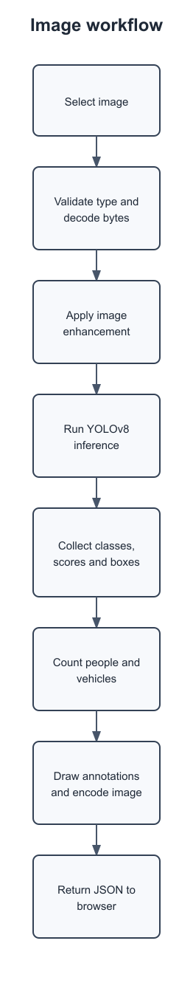 Image workflow
Select image
Validate type and
decode bytes
Apply image
enhancement
Run YOLOv8
inference
Collect classes,
scores and boxes
Count people and
vehicles
Draw annotations
and encode image
Return JSON to
browser